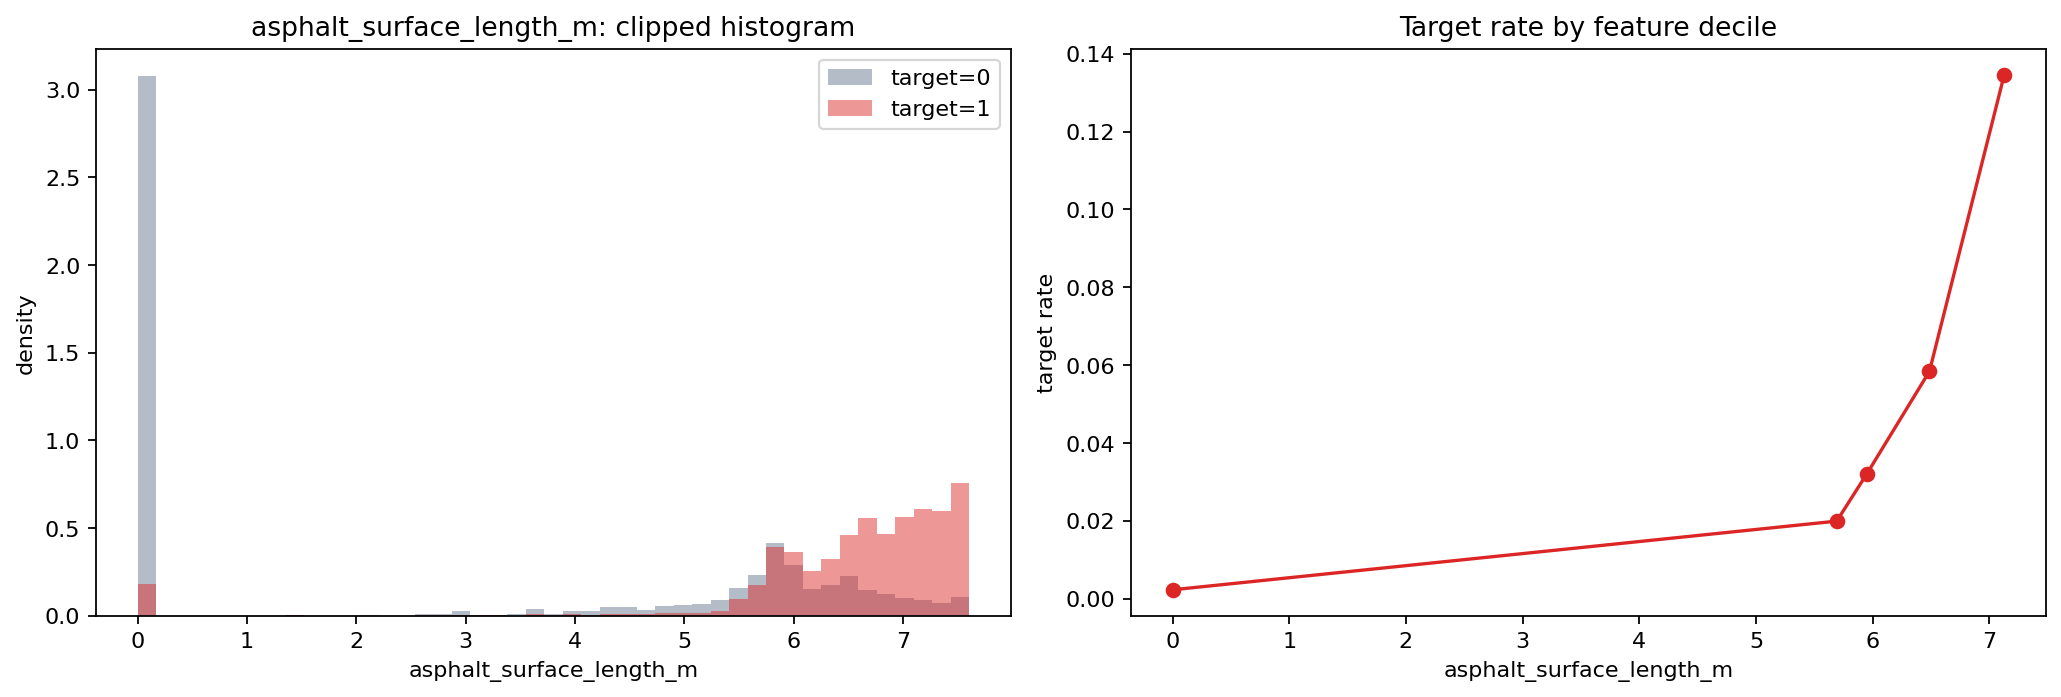 asphalt_surface_length_m: clipped histogram
density
3.0
2.5
2.0
1.5
1.0
0.5
0.0
target=0
target=1
0 1 2 3 4 5 6 7
asphalt_surface_length_m
Target rate by feature decile
target rate
0.14
0.12
0.10
0.08
0.06
0.04
0.02
0.00
0 1 2 3 4 5 6 7
asphalt_surface_length_m